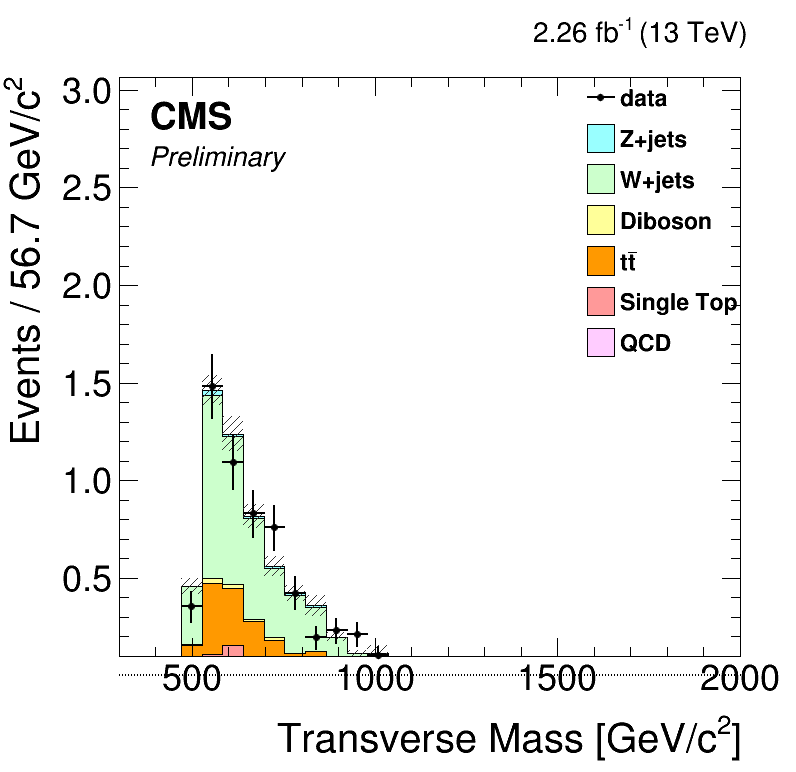 2.26 fb⁻¹ (13 TeV)
CMS
Preliminary
data
Z+jets
W+jets
Diboson
tt̄
Single Top
QCD
Events / 56.7 GeV/c²
3.0
2.5
2.0
1.5
1.0
0.5
500 1000 1500 2000
Transverse Mass [GeV/c²]